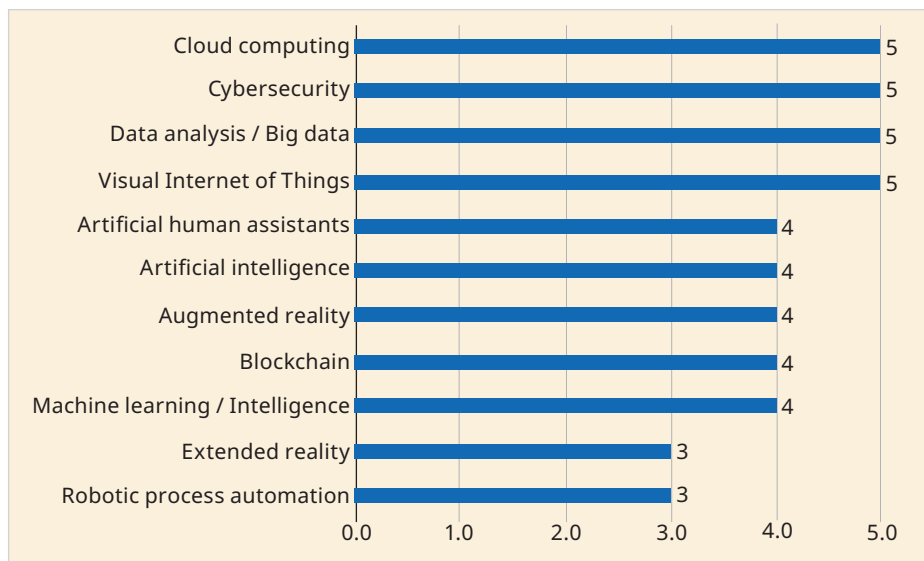 Cloud computing 5
Cybersecurity 5
Data analysis / Big data 5
Visual Internet of Things 5
Artificial human assistants 4
Artificial intelligence 4
Augmented reality 4
Blockchain 4
Machine learning / Intelligence 4
Extended reality 3
Robotic process automation 3
0.0 1.0 2.0 3.0 4.0 5.0